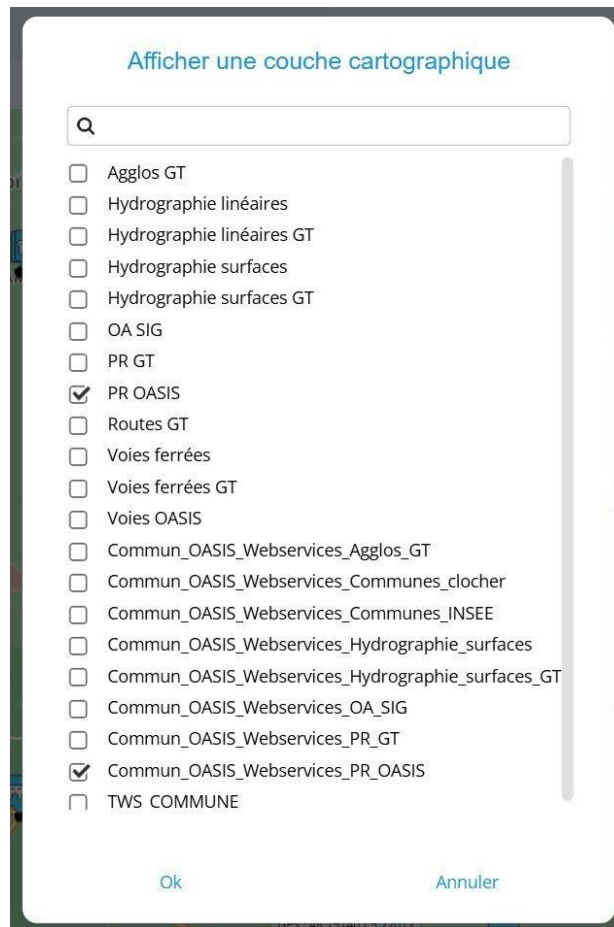 Afficher une couche cartographique
Agglos GT
Hydrographie linéaires
Hydrographie linéaires GT
Hydrographie surfaces
Hydrographie surfaces GT
OA SIG
PR GT
PR OASIS
Routes GT
Voies ferrées
Voies ferrées GT
Voies OASIS
Commun_OASIS_Webservices_Agglos_GT
Commun_OASIS_Webservices_Communes_clocher
Commun_OASIS_Webservices_Communes_INSEE
Commun_OASIS_Webservices_Hydrographie_surfaces
Commun_OASIS_Webservices_Hydrographie_surfaces_GT
Commun_OASIS_Webservices_OA_SIG
Commun_OASIS_Webservices_PR_GT
Commun_OASIS_Webservices_PR_OASIS
TWS_COMMUNE
Ok Annuler